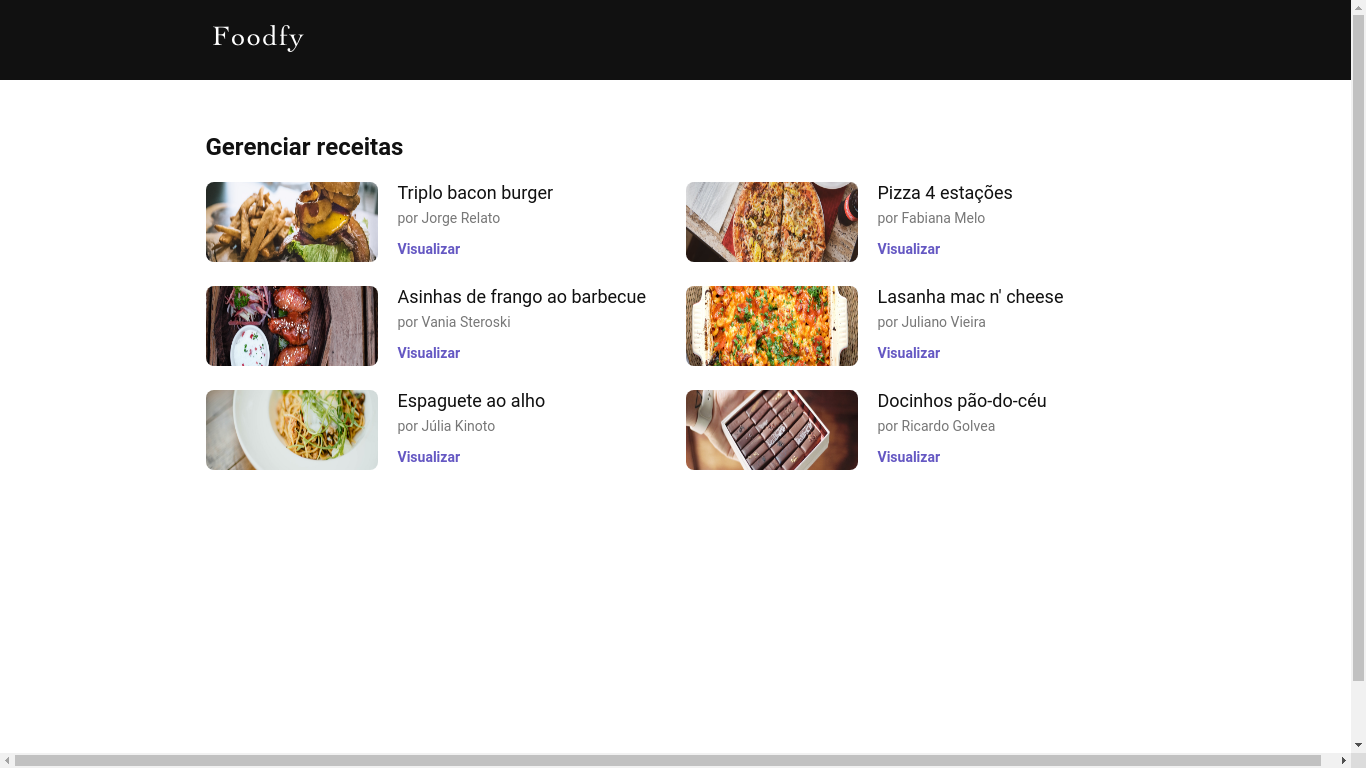 Foodfy
Gerenciar receitas
Triplo bacon burger
por Jorge Relato
Visualizar
Pizza 4 estações
por Fabiana Melo
Visualizar
Asinhas de frango ao barbecue
por Vania Steroski
Visualizar
Lasanha mac n' cheese
por Juliano Vieira
Visualizar
Espaguete ao alho
por Júlia Kinoto
Visualizar
Docinhos pão-do-céu
por Ricardo Golvea
Visualizar